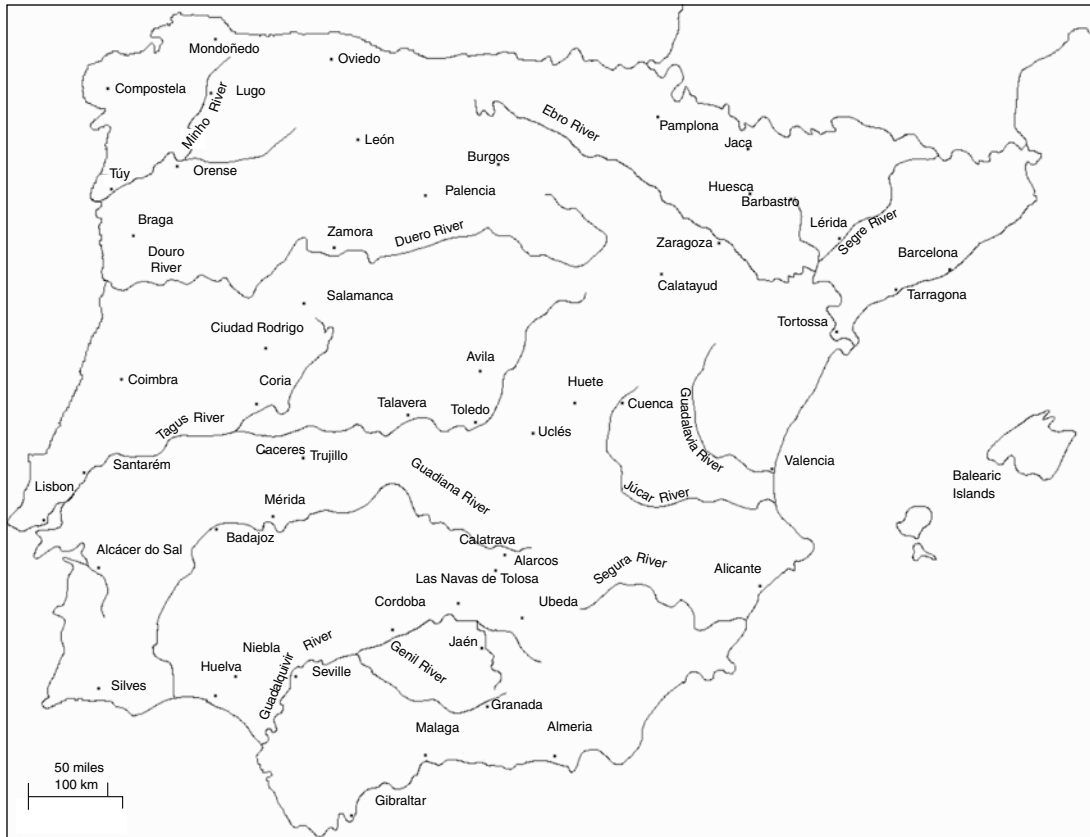 Mondoñedo
Oviedo
Compostela
Lugo
Minho River
Ebro River
Pamplona
León
Jaca
Burgos
Túy
Orense
Huesca
Palencia
Barbastro
Braga
Lérida
Segre River
Zamora
Duero River
Zaragoza
Barcelona
Douro
River
Calatayud
Tarragona
Salamanca
Tortossa
Ciudad Rodrigo
Avila
Coimbra
Coria
Huete
Talavera
Toledo
Cuenca
Guadalavia River
Tagus River
Uclés
Caceres
Trujillo
Santarém
Valencia
Guadiana River
Balearic
Islands
Lisbon
Júcar River
Mérida
Badajoz
Calatrava
Alcácer do Sal
Alarcos
Segura River
Alicante
Las Navas de Tolosa
Cordoba
Ubeda
Niebla
Guadalquivir River
Jaén
Genil River
Huelva
Seville
Silves
Granada
Malaga
Almeria
50 miles
100 km
Gibraltar